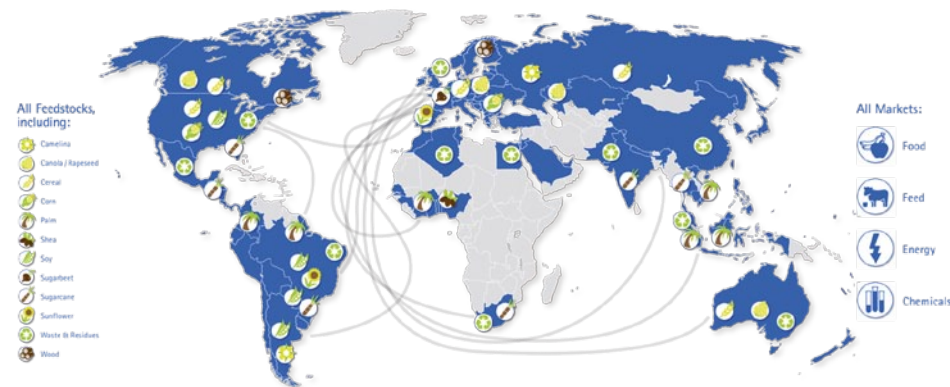 All Feedstocks,
including:
Camelina
Canola / Rapeseed
Cereal
Corn
Palm
Shea
Soy
Sugarbeet
Sugarcane
Sunflower
Waste & Residues
Wood
All Markets:
Food
Feed
Energy
Chemicals